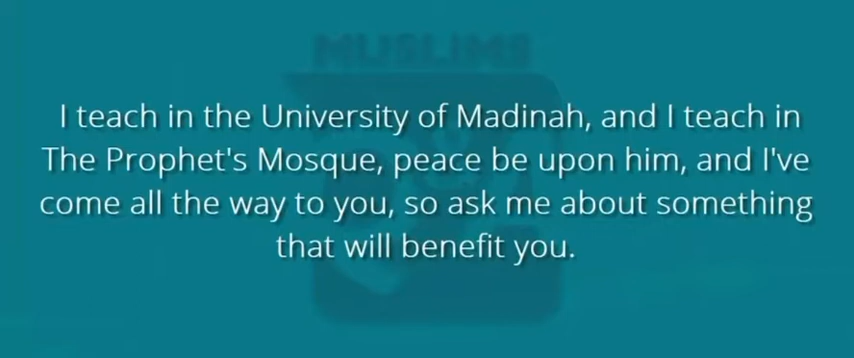 MUSLIMS
I teach in the University of Madinah, and I teach in
The Prophet's Mosque, peace be upon him, and I've
come all the way to you, so ask me about something
that will benefit you.